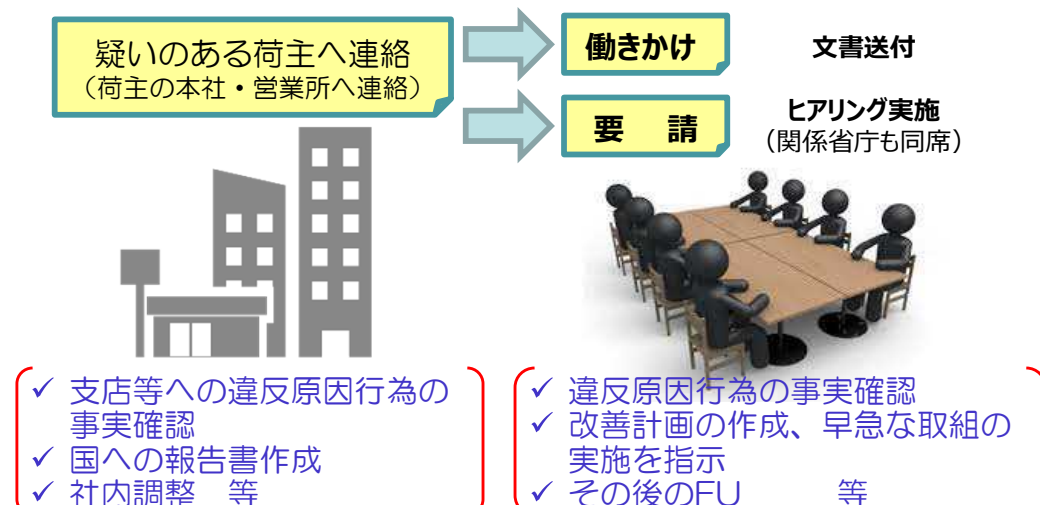 疑いのある荷主へ連絡
(荷主の本社・営業所へ連絡)
働きかけ
文書送付
要 請
ヒアリング実施
(関係省庁も同席)
✓ 支店等への違反原因行為の
事実確認
✓ 国への報告書作成
✓ 社内調整 等
✓ 違反原因行為の事実確認
✓ 改善計画の作成、早急な取組の
実施を指示
✓ その後のFU 等